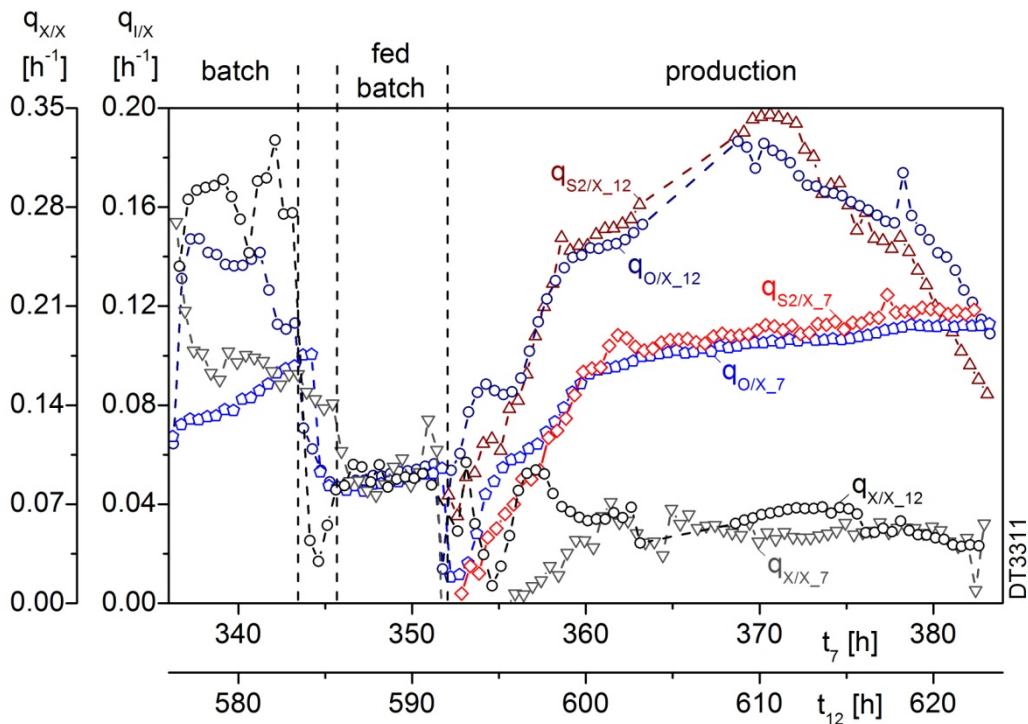 q_X/X q_I/X
[h⁻¹] [h⁻¹] batch fed batch production
0.35 0.20
0.28 0.16
0.21 0.12
0.14 0.08
0.07 0.04
0.00 0.00
q_S2/X_12
q_O/X_12
q_S2/X_7
q_O/X_7
q_X/X_12
q_X/X_7
DT3311
340 350 360 370 380
t_7 [h]
580 590 600 610 620
t_12 [h]